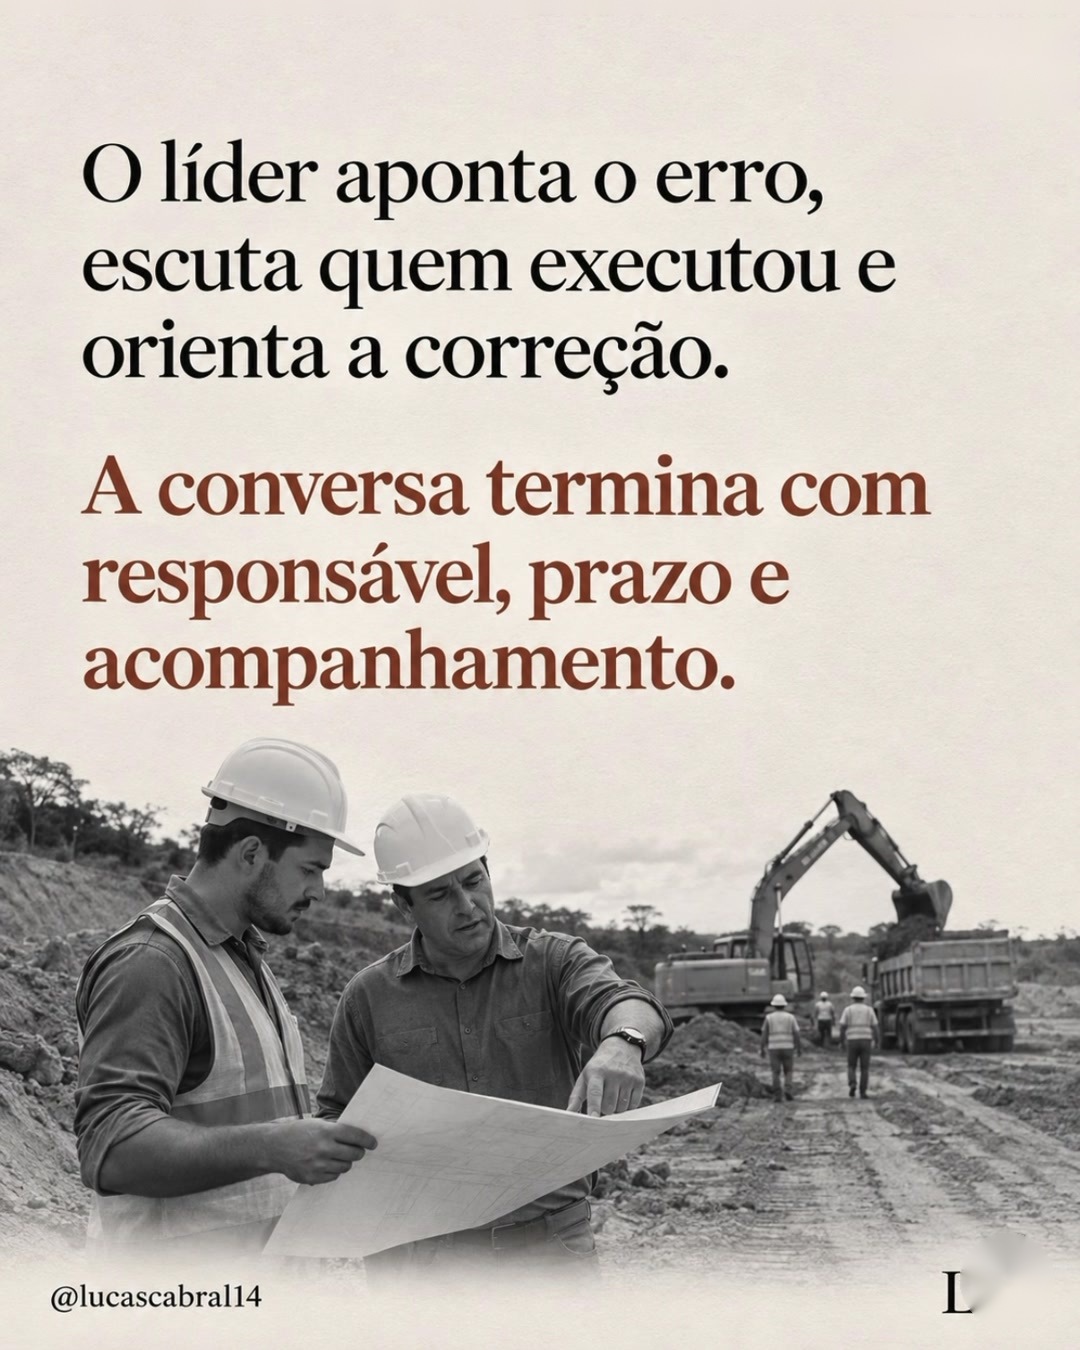 O líder aponta o erro,
escuta quem executou e
orienta a correção.
A conversa termina com
responsável, prazo e
acompanhamento.
@lucascabral14
L